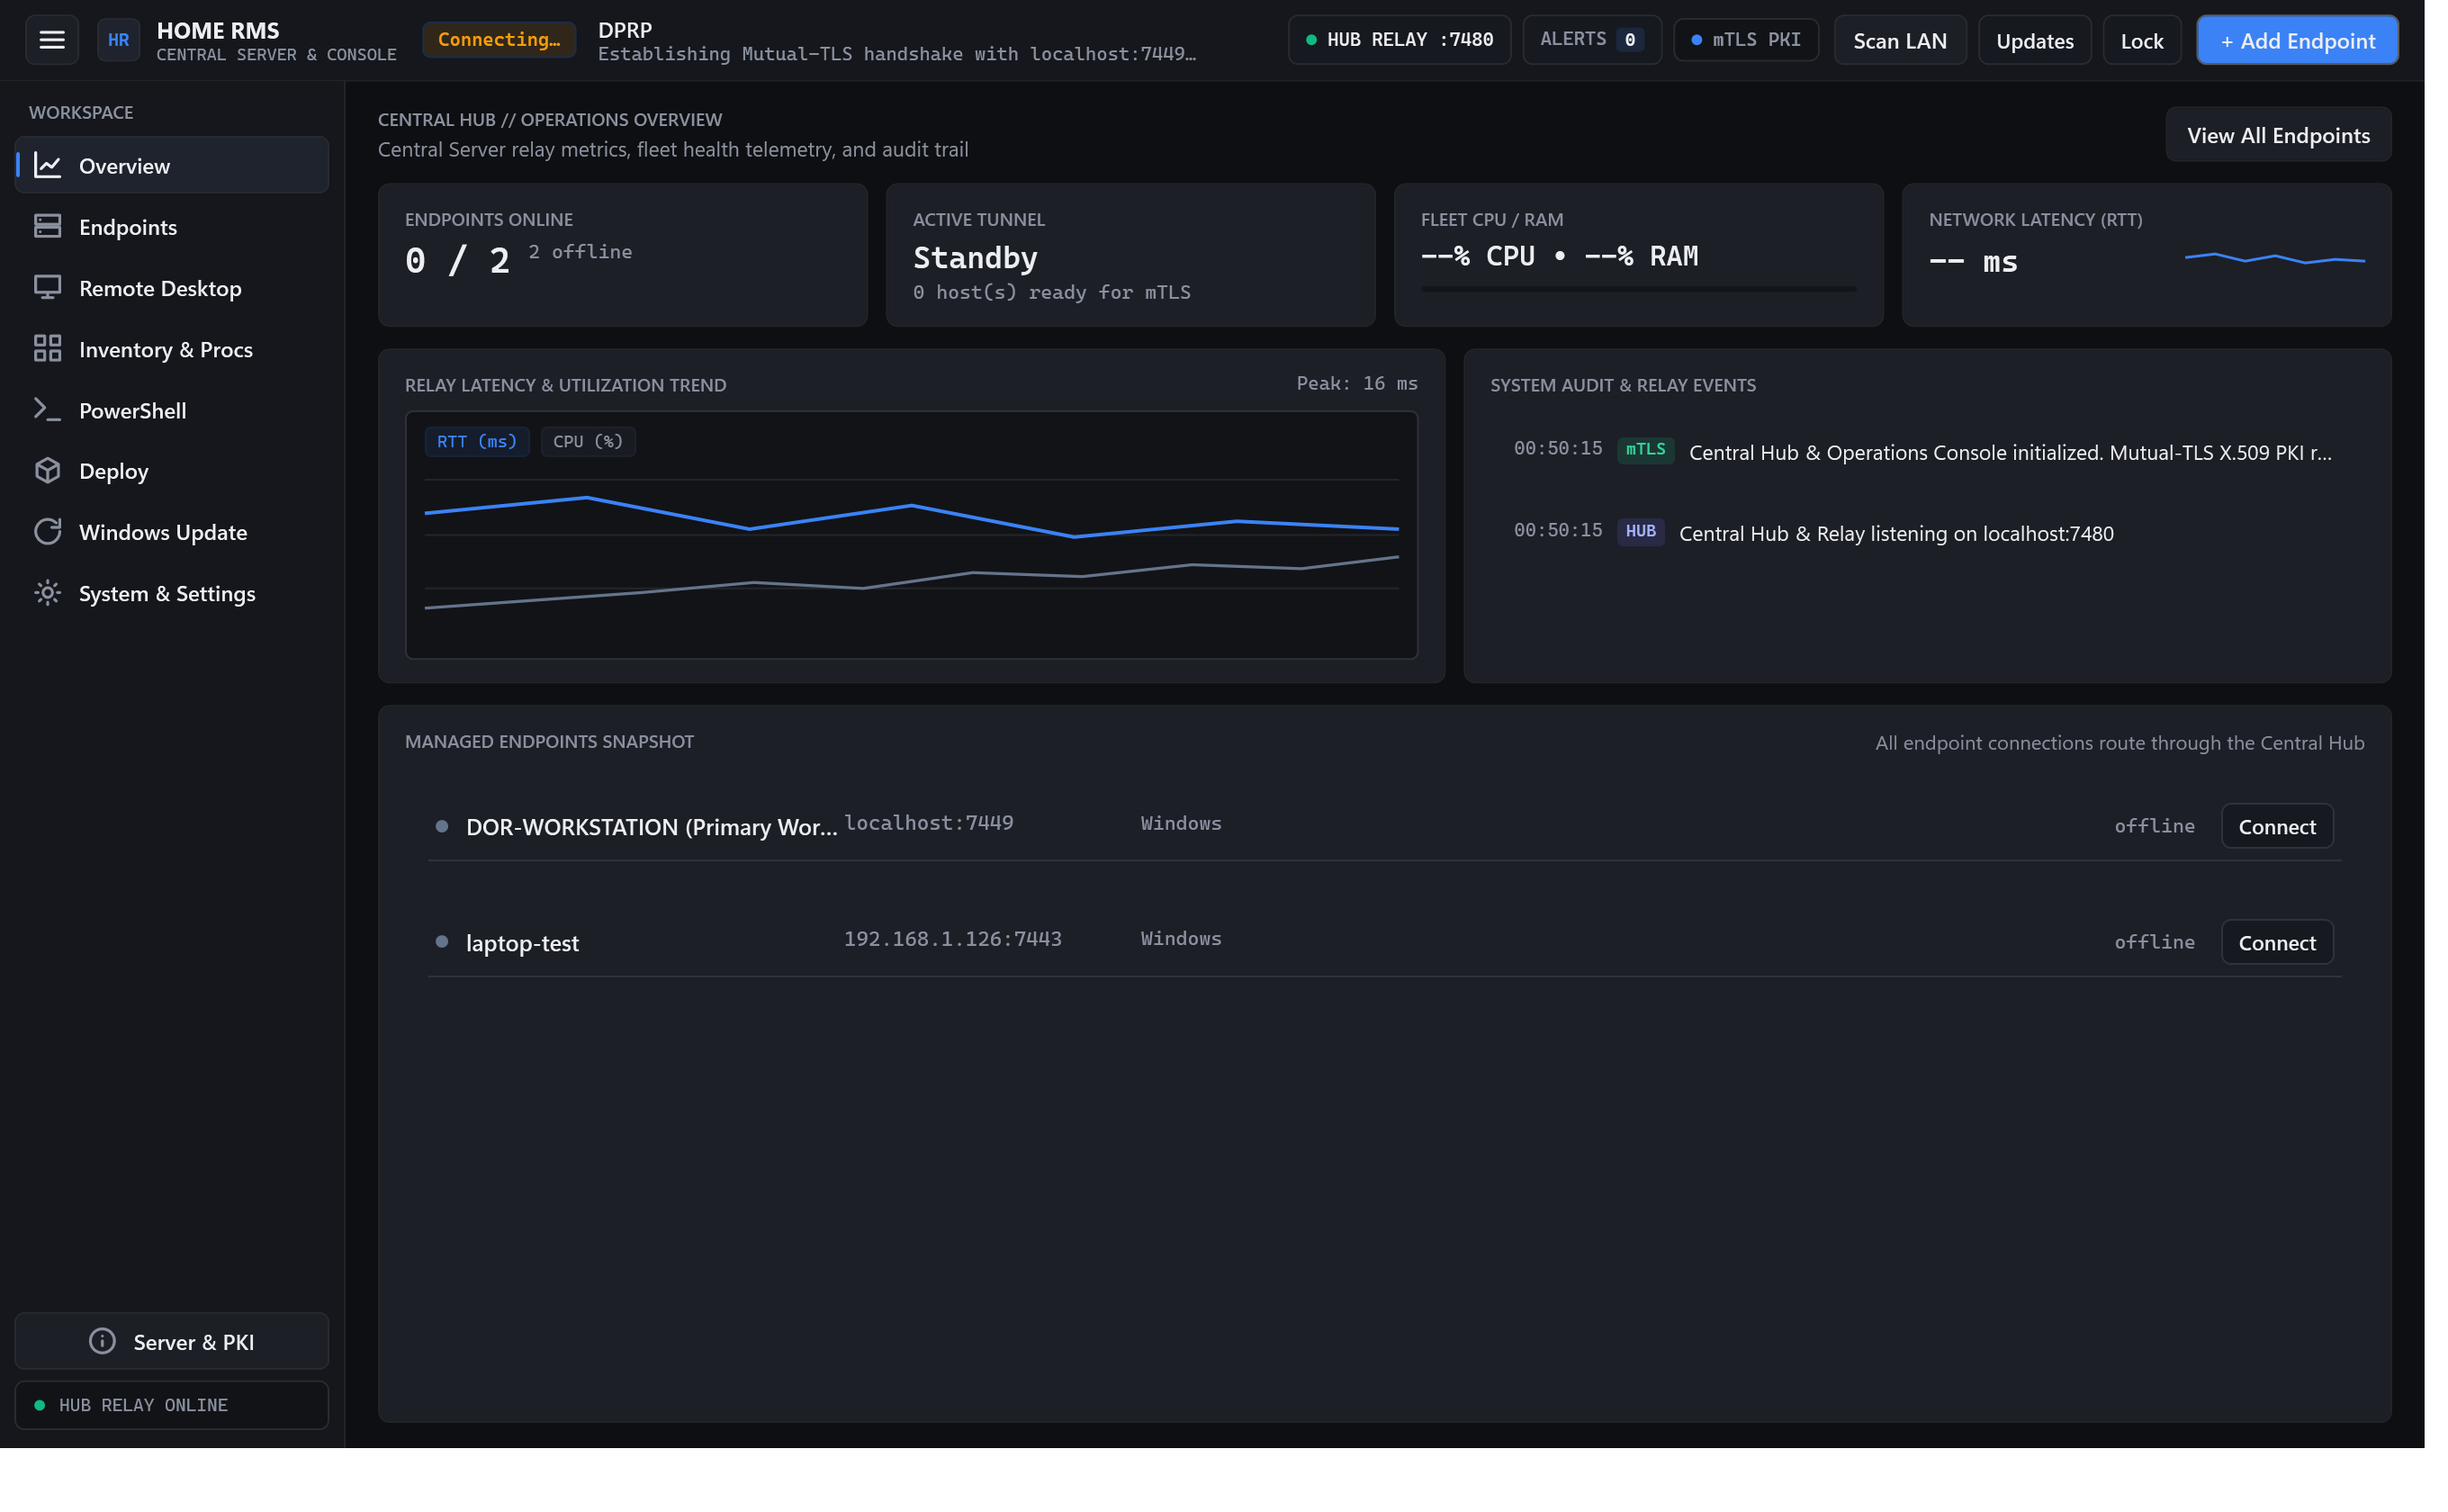 HR
HOME RMS
CENTRAL SERVER & CONSOLE
Connecting…
DPRP
Establishing Mutual-TLS handshake with localhost:7449…
HUB RELAY :7480
ALERTS 0
mTLS PKI
Scan LAN
Updates
Lock
+ Add Endpoint
WORKSPACE
Overview
Endpoints
Remote Desktop
Inventory & Procs
PowerShell
Deploy
Windows Update
System & Settings
Server & PKI
HUB RELAY ONLINE
CENTRAL HUB // OPERATIONS OVERVIEW
Central Server relay metrics, fleet health telemetry, and audit trail
View All Endpoints
ENDPOINTS ONLINE
0 / 2 2 offline
ACTIVE TUNNEL
Standby
0 host(s) ready for mTLS
FLEET CPU / RAM
--% CPU • --% RAM
NETWORK LATENCY (RTT)
-- ms
RELAY LATENCY & UTILIZATION TREND
Peak: 16 ms
RTT (ms)
CPU (%)
SYSTEM AUDIT & RELAY EVENTS
00:50:15 mTLS Central Hub & Operations Console initialized. Mutual-TLS X.509 PKI r...
00:50:15 HUB Central Hub & Relay listening on localhost:7480
MANAGED ENDPOINTS SNAPSHOT
All endpoint connections route through the Central Hub
DOR-WORKSTATION (Primary Wor... localhost:7449 Windows offline Connect
laptop-test 192.168.1.126:7443 Windows offline Connect